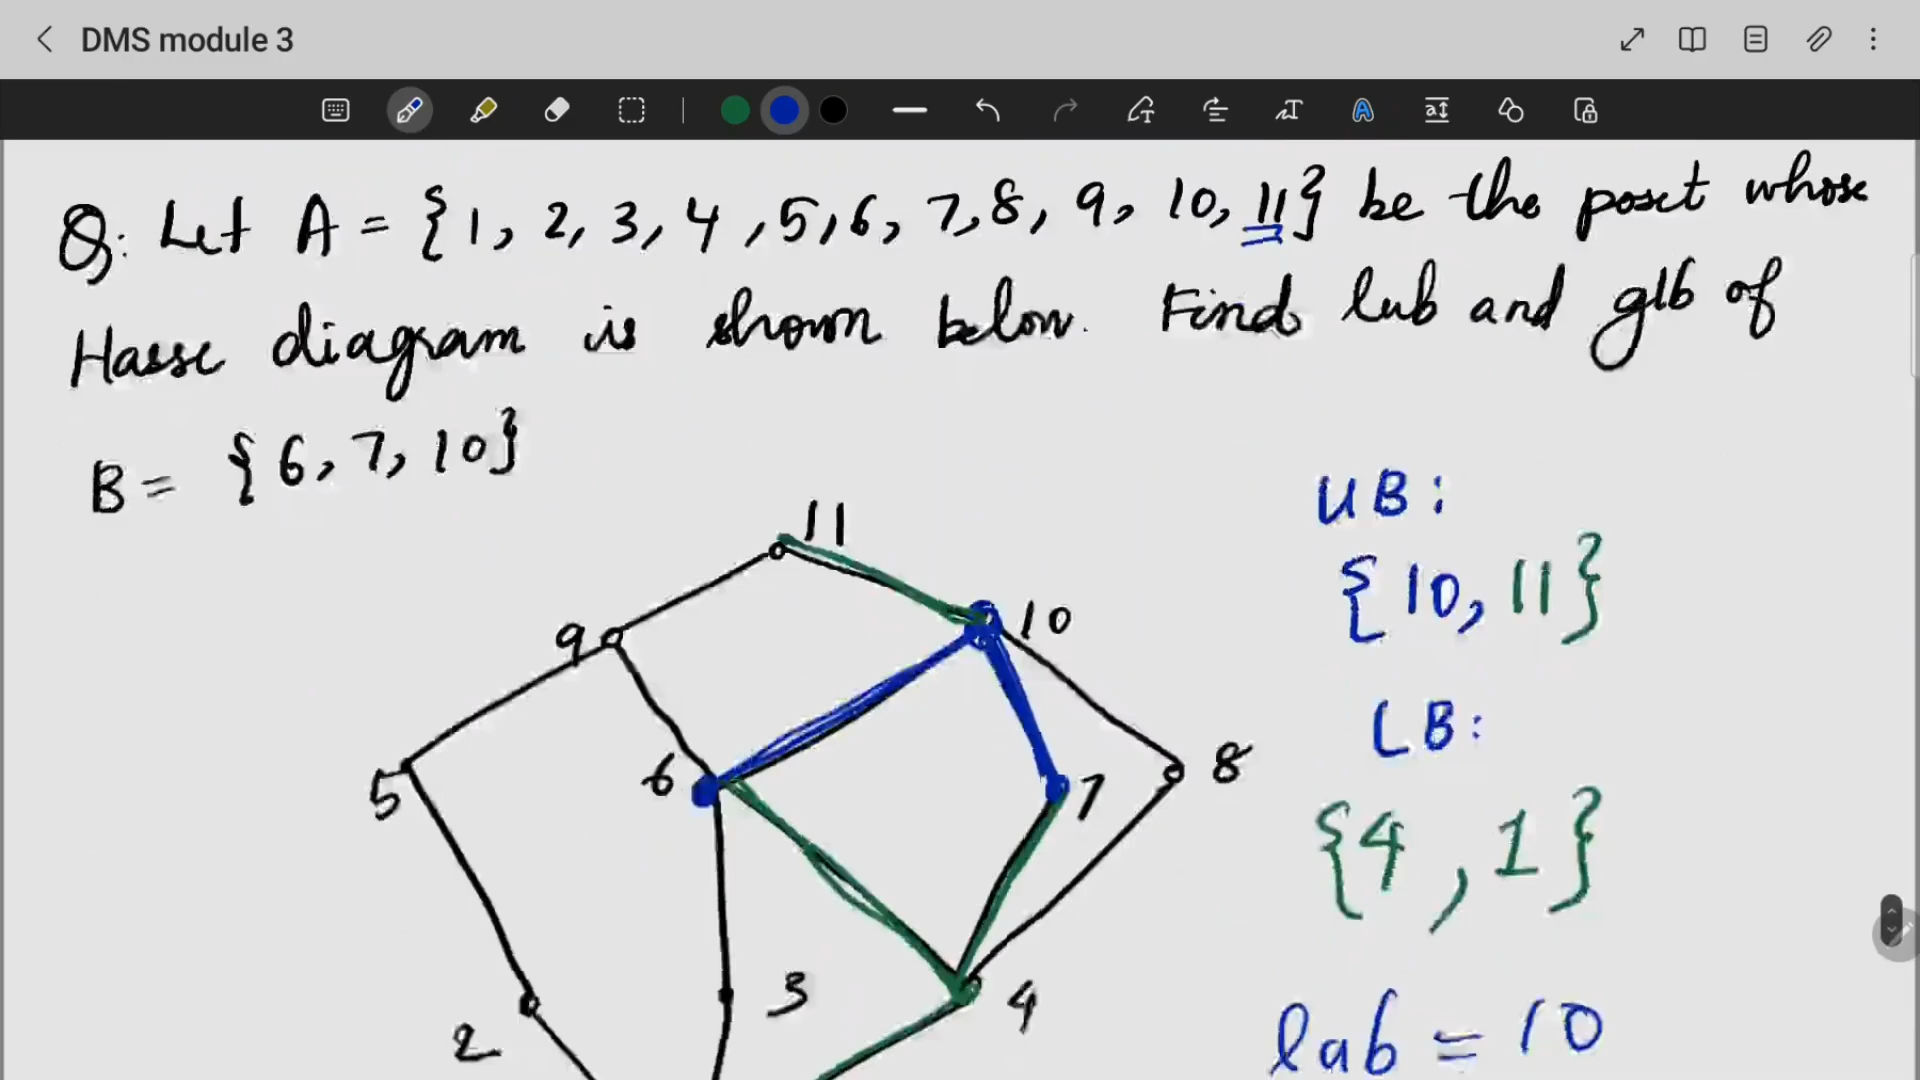 DMS module 3
Q: Let A = {1, 2, 3, 4, 5, 6, 7, 8, 9, 10, 11} be the poset whose
Hasse diagram is shown below. Find lub and glb of
B = {6, 7, 10}
11
10
9
8
7
6
5
4
3
2
UB:
{10, 11}
LB:
{4, 1}
lub = 10